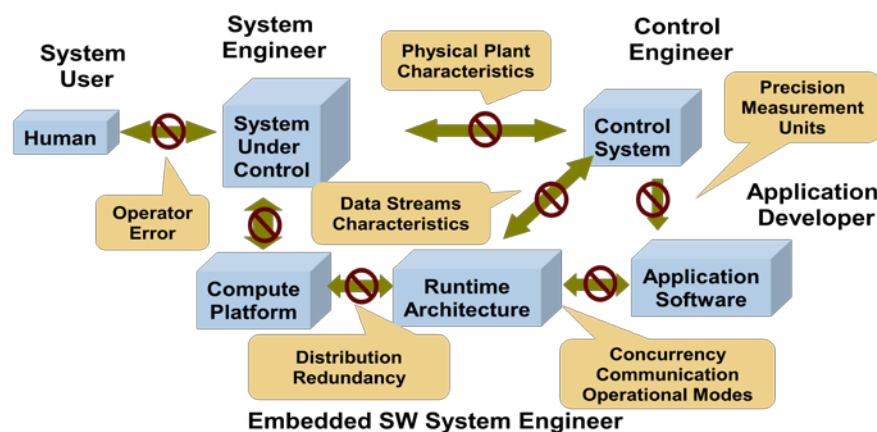 System
User
System
Engineer
Physical Plant
Characteristics
Control
Engineer
Precision
Measurement
Units
Human
System
Under
Control
Control
System
Operator
Error
Data Streams
Characteristics
Application
Developer
Compute
Platform
Runtime
Architecture
Application
Software
Distribution
Redundancy
Concurrency
Communication
Operational Modes
Embedded SW System Engineer